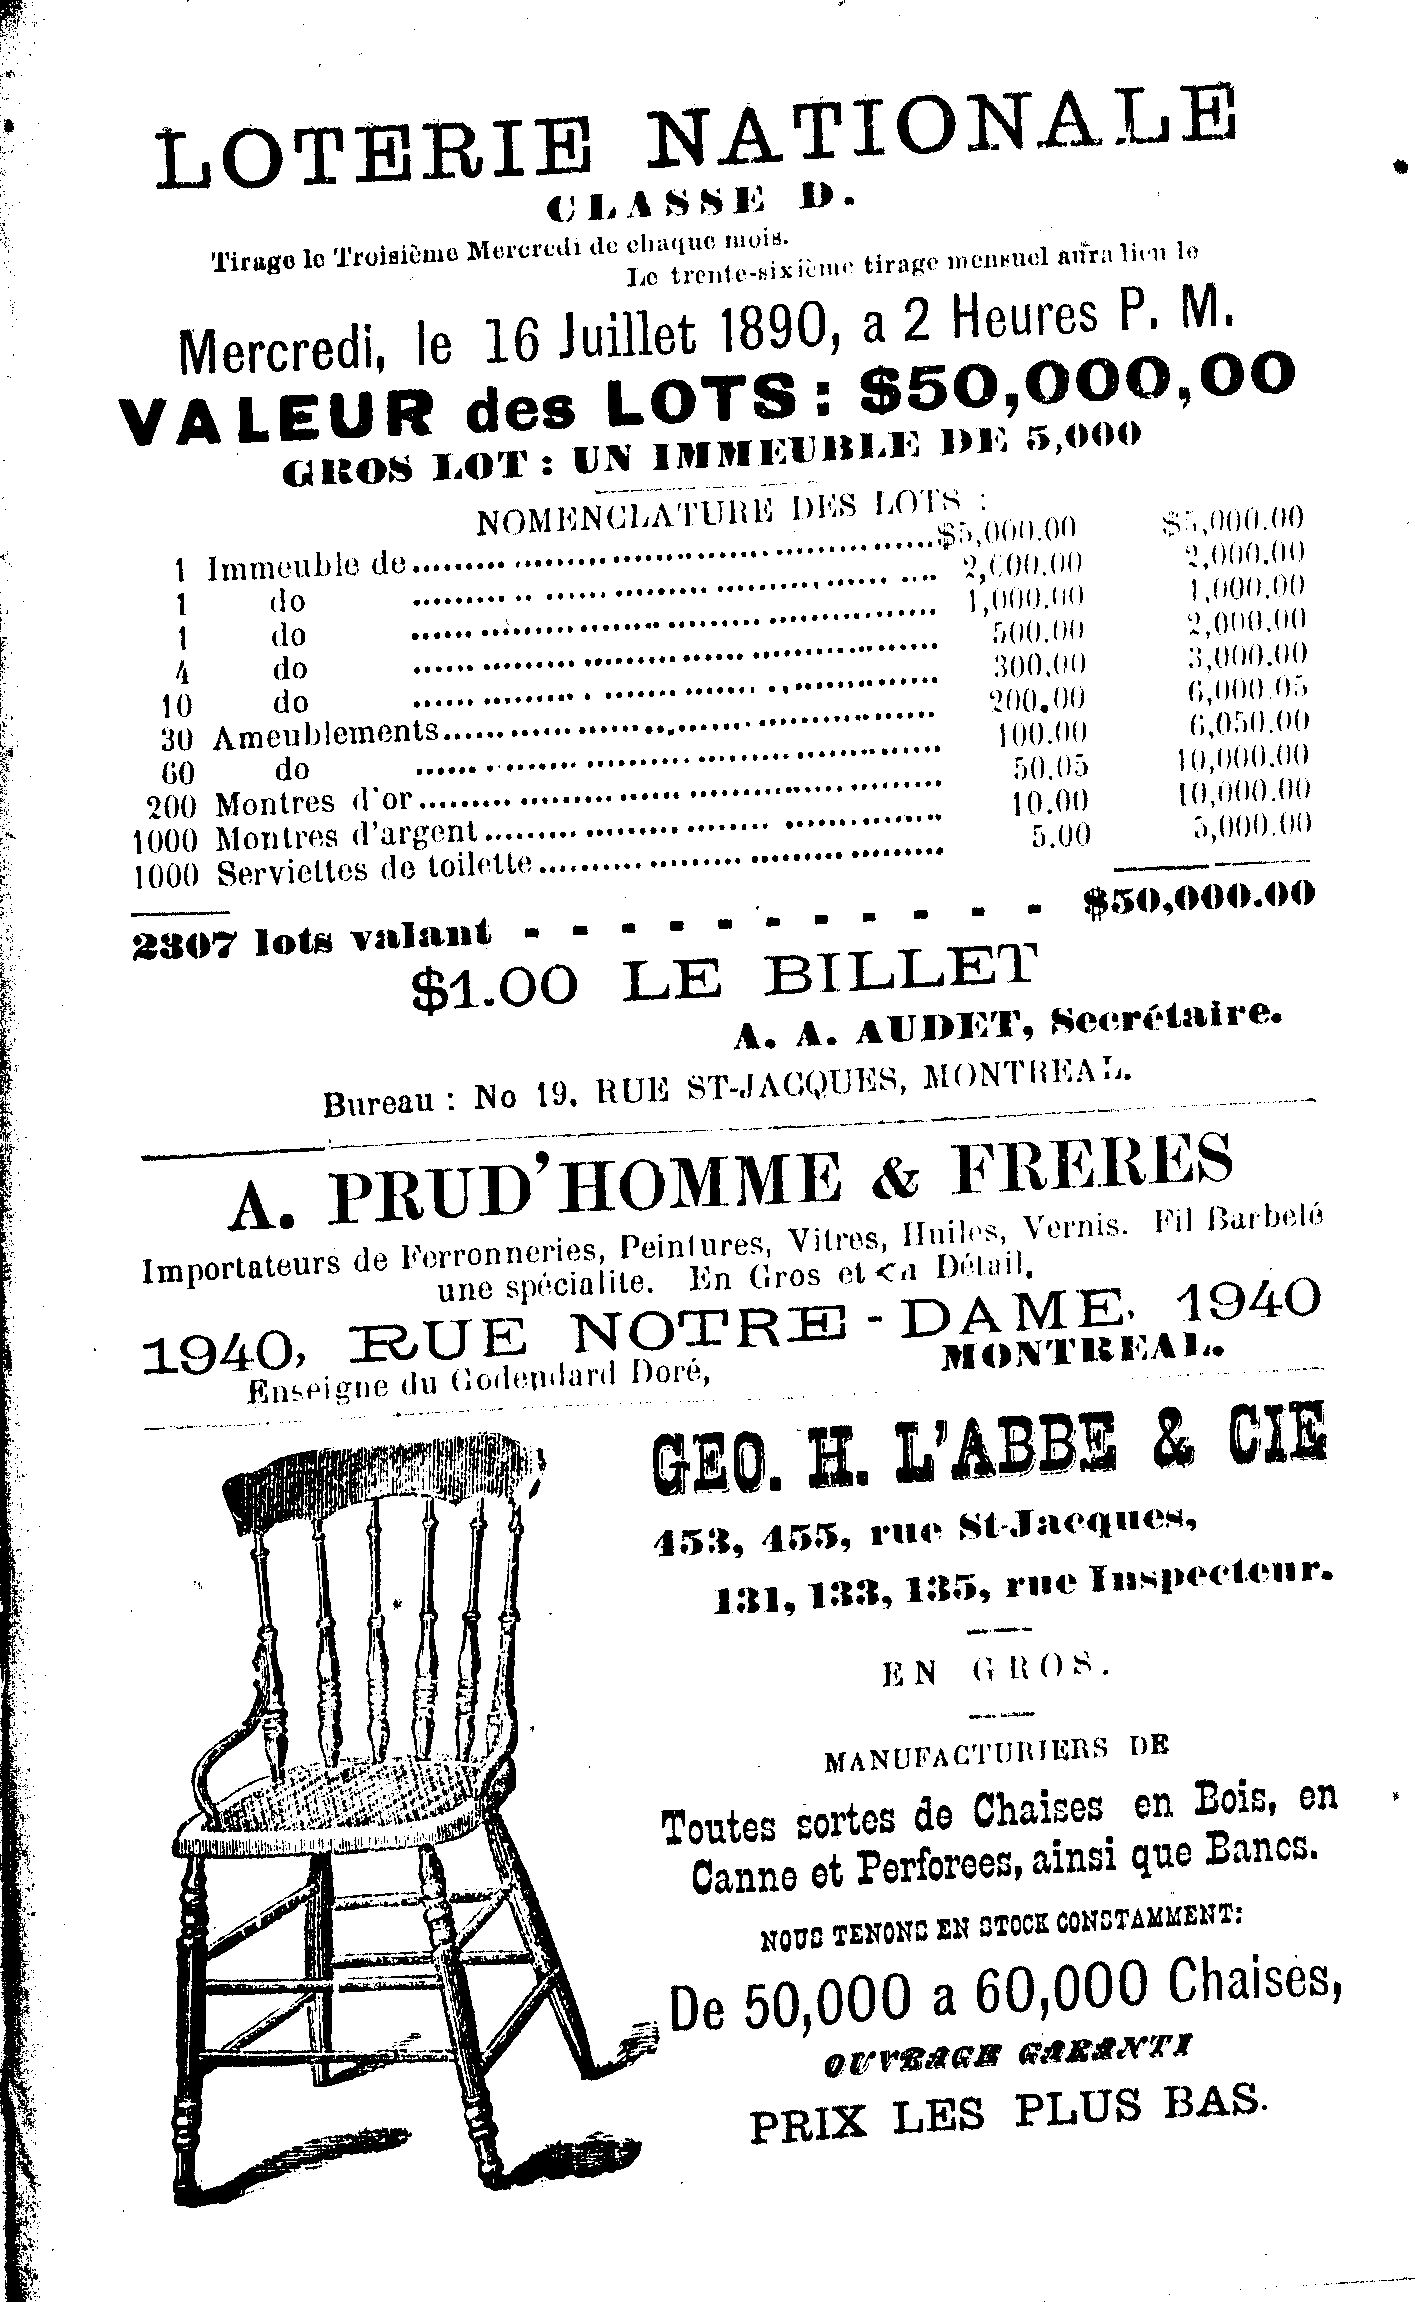 LOTERIE NATIONALE
CLASSE D.
Tirage le Troisième Mercredi de chaque mois.
Le trente-sixième tirage mensuel aura lieu le
Mercredi, le 16 Juillet 1890, a 2 Heures P. M.
VALEUR des LOTS: $50,000,00
GROS LOT: UN IMMEUBLE DE 5,000
NOMENCLATURE DES LOTS :
1 Immeuble de.................... $5,000.00 $5,000.00
1 do .................... 2,000.00 2,000.00
1 do .................... 1,000.00 1,000.00
4 do .................... 500.00 2,000.00
10 do .................... 300.00 3,000.00
30 Ameublements.................... 200.00 6,000.05
60 do .................... 100.00 6,050.00
200 Montres d'or.................... 50.05 10,000.00
1000 Montres d'argent.................... 10.00 10,000.00
1000 Serviettes de toilette.................... 5.00 5,000.00
2307 lots valant - - - - - - - - - - - $50,000.00
$1.00 LE BILLET
A. A. AUDET, Secrétaire.
Bureau : No 19, RUE ST-JACQUES, MONTREAL.
A. PRUD'HOMME & FRERES
Importateurs de Ferronneries, Peintures, Vitres, Huiles, Vernis. Fil Barbelé
une spécialite. En Gros et en Détail.
1940, RUE NOTRE-DAME, 1940
Enseigne du Godendard Doré, MONTREAL.
GEO. H. L'ABBE & CIE
453, 455, rue St-Jacques,
131, 133, 135, rue Inspecteur.
EN GROS.
MANUFACTURIERS DE
Toutes sortes de Chaises en Bois, en
Canne et Perforees, ainsi que Bancs.
NOUS TENONS EN STOCK CONSTAMMENT:
De 50,000 a 60,000 Chaises,
OUVRAGE GARANTI
PRIX LES PLUS BAS.